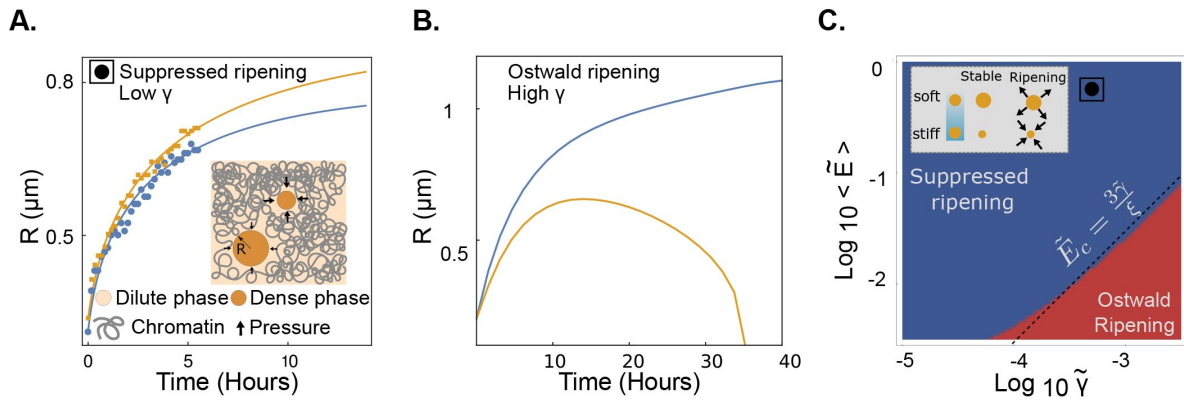 A.
Suppressed ripening
Low γ
0.8
0.5
R (μm)
R
Dilute phase
Dense phase
Chromatin
Pressure
0
5
10
Time (Hours)
B.
Ostwald ripening
High γ
1
0.5
R (μm)
0
10
20
30
40
Time (Hours)
C.
0
-1
-2
Log 10 < Ẽ >
Stable
Ripening
soft
stiff
Suppressed
ripening
Ẽc = 3γ̃/ξ
Ostwald
Ripening
-5
-4
-3
Log 10 γ̃